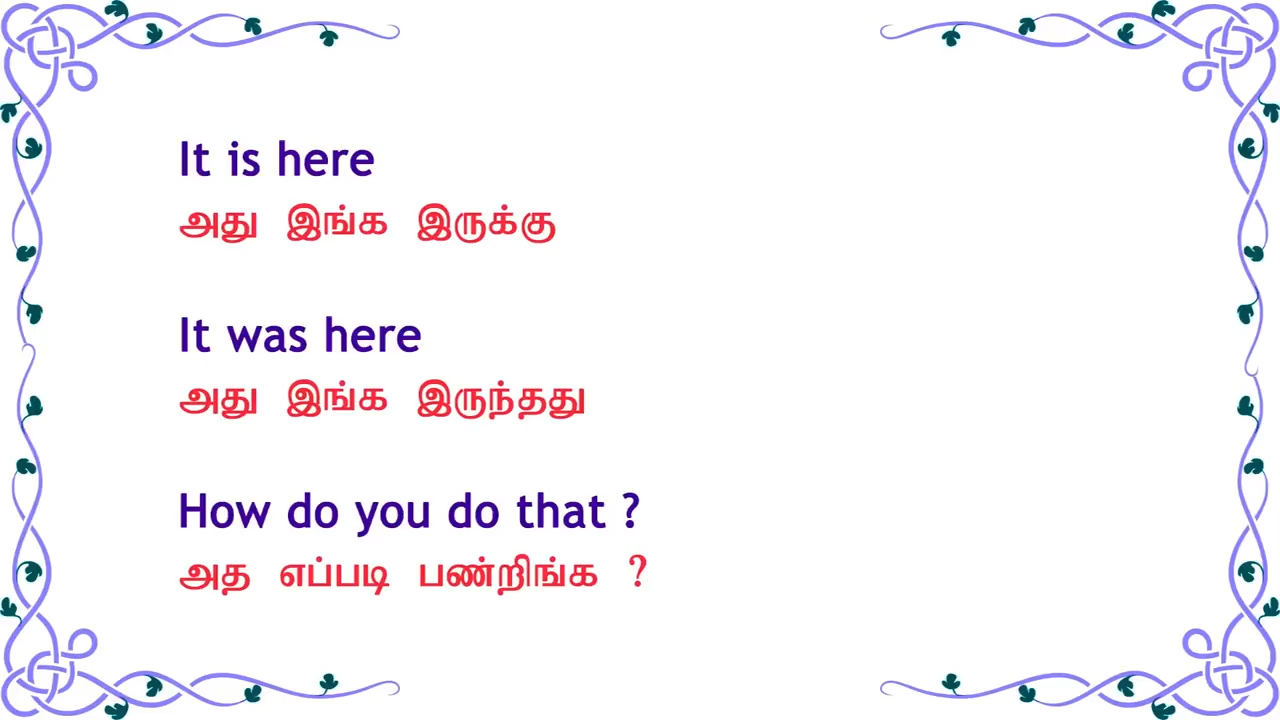 It is here
அது இங்க இருக்கு
It was here
அது இங்க இருந்தது
How do you do that ?
அத எப்படி பண்றிங்க ?